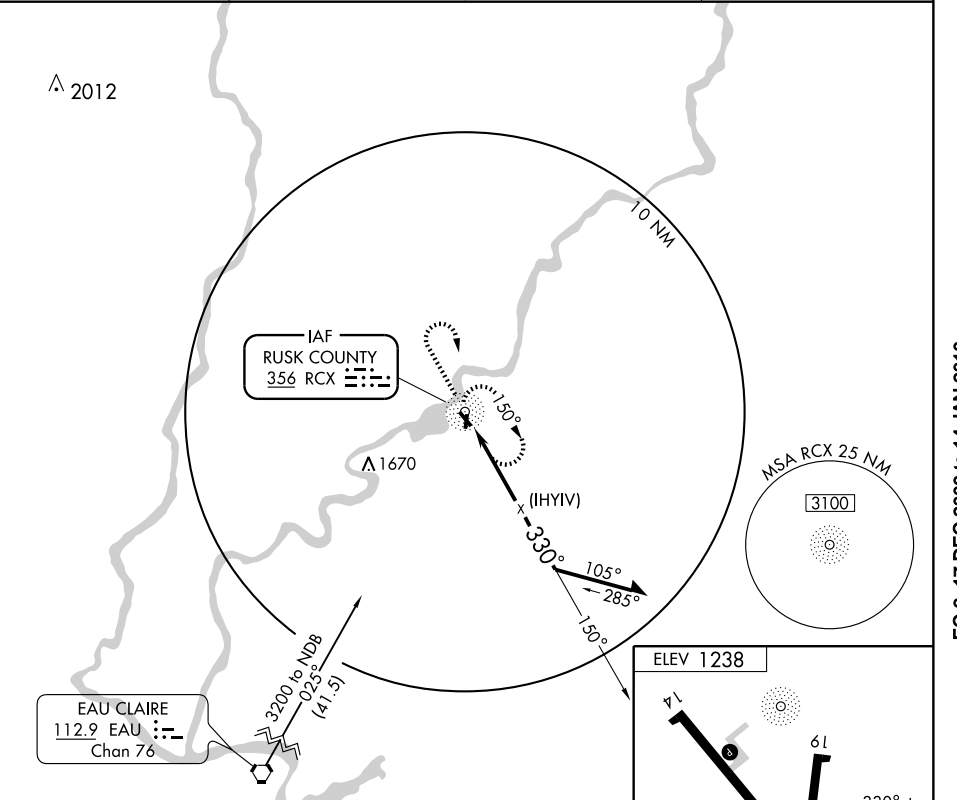 2012
10 NM
IAF
RUSK COUNTY
356 RCX
150°
1670
(IHYIV)
330°
105°
285°
150°
MSA RCX 25 NM
3100
3200 to NDB
025°
(41.5)
EAU CLAIRE
112.9 EAU
Chan 76
ELEV 1238
14
19
P